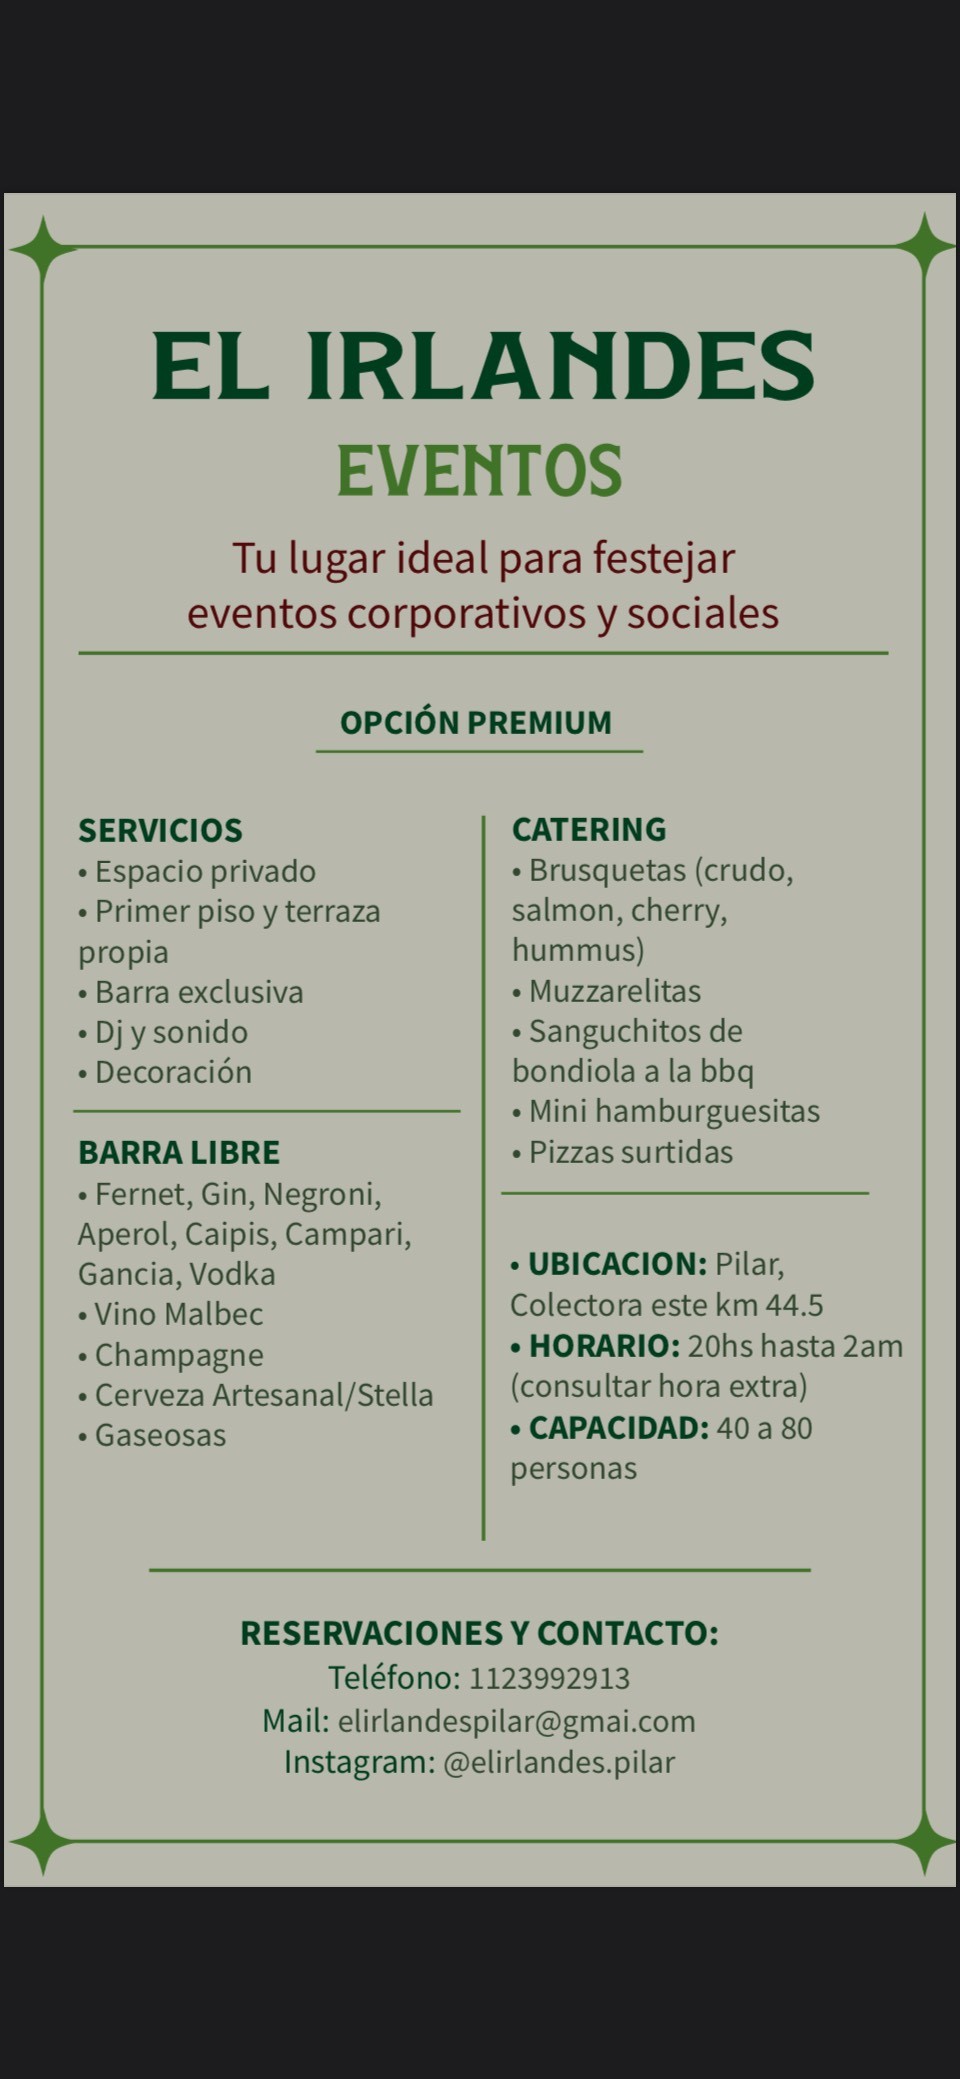 EL IRLANDES
EVENTOS
Tu lugar ideal para festejar
eventos corporativos y sociales
OPCIÓN PREMIUM
SERVICIOS
• Espacio privado
• Primer piso y terraza
propia
• Barra exclusiva
• Dj y sonido
• Decoración
BARRA LIBRE
• Fernet, Gin, Negroni,
Aperol, Caipis, Campari,
Gancia, Vodka
• Vino Malbec
• Champagne
• Cerveza Artesanal/Stella
• Gaseosas
CATERING
• Brusquetas (crudo,
salmon, cherry,
hummus)
• Muzzarelitas
• Sanguchitos de
bondiola a la bbq
• Mini hamburguesitas
• Pizzas surtidas
• UBICACION: Pilar,
Colectora este km 44.5
• HORARIO: 20hs hasta 2am
(consultar hora extra)
• CAPACIDAD: 40 a 80
personas
RESERVACIONES Y CONTACTO:
Teléfono: 1123992913
Mail: elirlandespilar@gmai.com
Instagram: @elirlandes.pilar